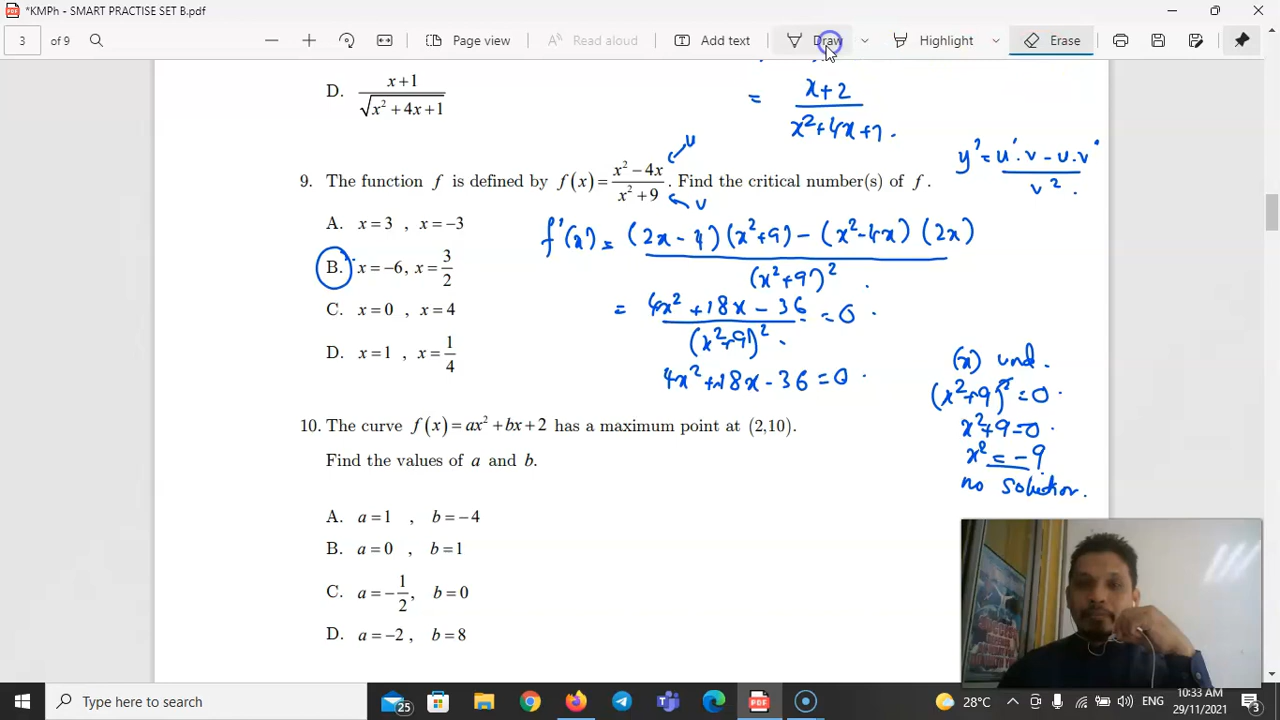 *KMPh - SMART PRACTISE SET B.pdf
3 of 9 Page view Read aloud Add text Draw Highlight Erase
D. x+1 / √(x² + 4x + 1)
= x+2 / x²+4x+7.
9. The function f is defined by f(x) = (x² − 4x) / (x² + 9). Find the critical number(s) of f.
u
v
y' = u'.v − u.v' / v².
A. x = 3 , x = −3
B. x = −6, x = 3/2
C. x = 0 , x = 4
D. x = 1 , x = 1/4
f'(x) = (2x − 4)(x²+9) − (x²−4x)(2x) / (x²+9)².
= 4x² + 18x − 36 / (x²+9)² = 0.
4x² + 18x − 36 = 0.
(x) und.
(x²+9)² = 0.
x²+9 = 0.
x² = −9
no solution.
10. The curve f(x) = ax² + bx + 2 has a maximum point at (2,10).
Find the values of a and b.
A. a = 1 , b = −4
B. a = 0 , b = 1
C. a = −1/2, b = 0
D. a = −2 , b = 8
Type here to search
25
28°C
ENG
10:33 AM
29/11/2021
3